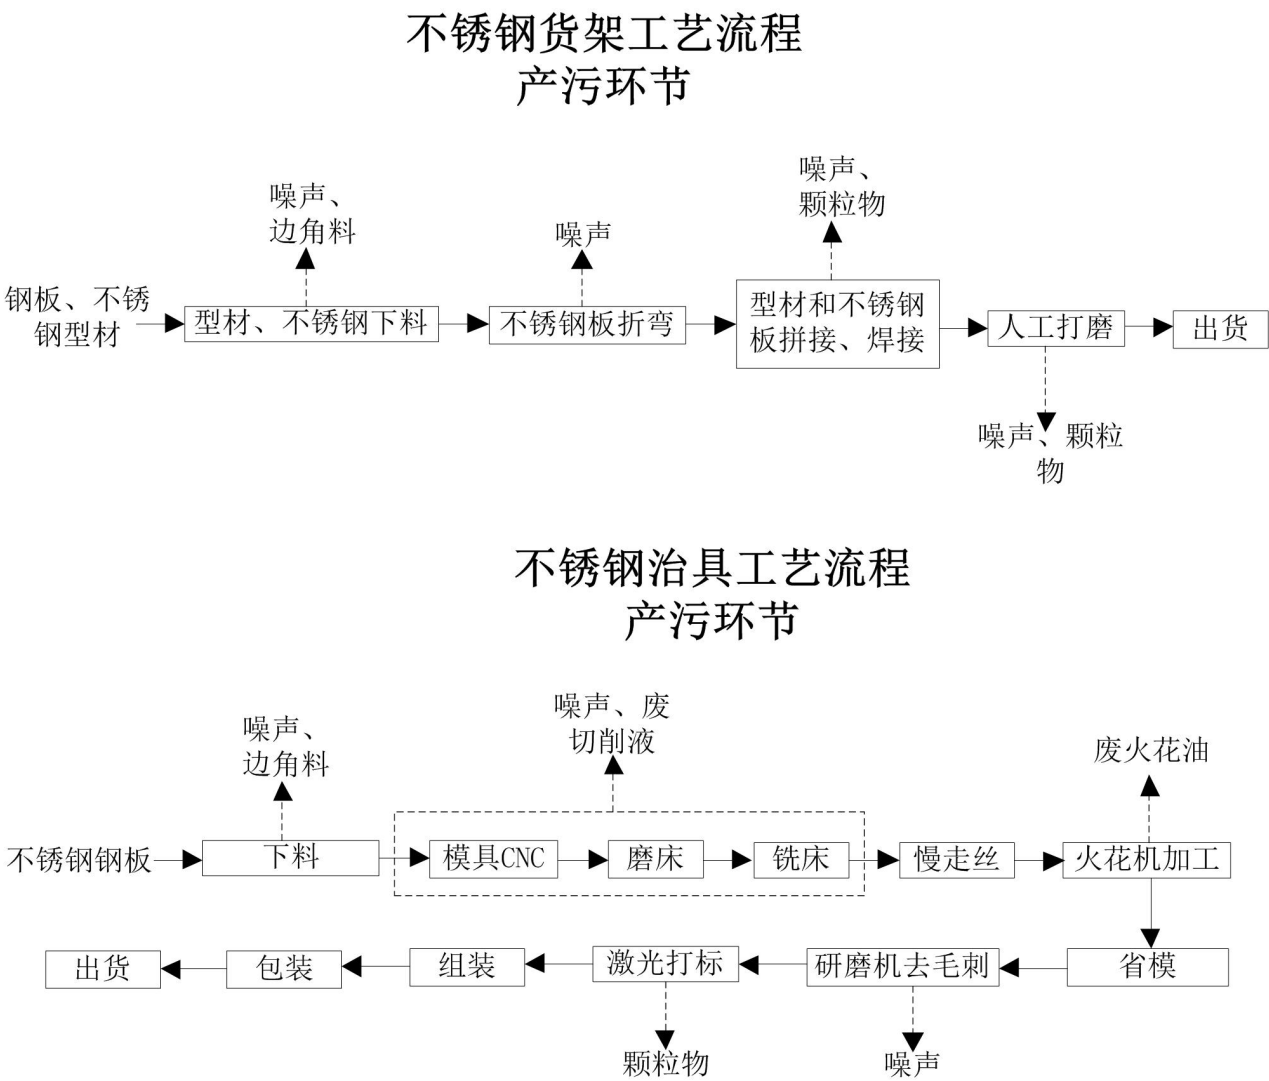 不锈钢货架工艺流程
产污环节
噪声、
边角料
噪声
噪声、
颗粒物
钢板、不锈
钢型材
型材、不锈钢下料
不锈钢板折弯
型材和不锈钢
板拼接、焊接
人工打磨
出货
噪声、颗粒
物
不锈钢治具工艺流程
产污环节
噪声、
边角料
噪声、废
切削液
废火花油
不锈钢钢板
下料
模具CNC
磨床
铣床
慢走丝
火花机加工
出货
包装
组装
激光打标
研磨机去毛刺
省模
颗粒物
噪声